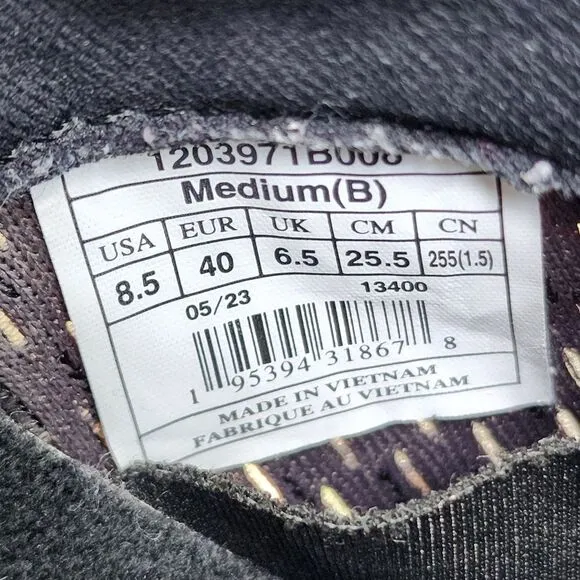 1203971B006
Medium(B)
USA EUR UK CM CN
8.5 40 6.5 25.5 255(1.5)
05/23 13400
1 95394 31867 8
MADE IN VIETNAM
FABRIQUE AU VIETNAM